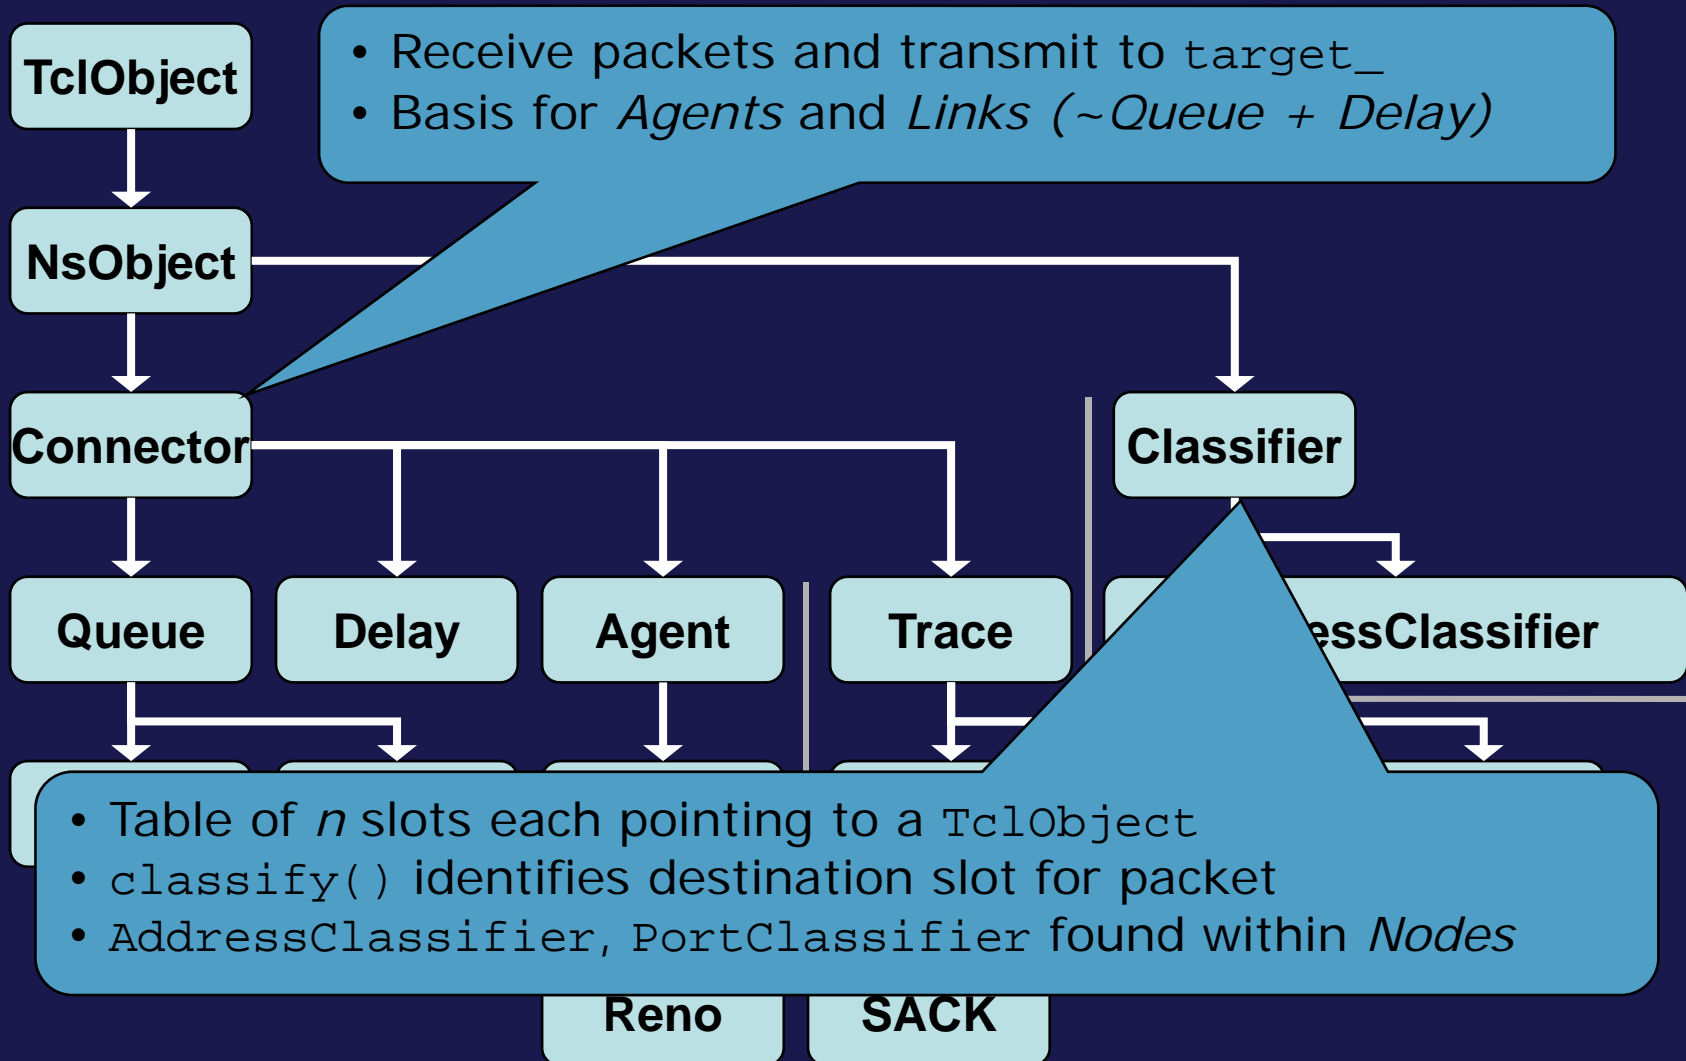 TclObject
• Receive packets and transmit to target_
• Basis for Agents and Links (~Queue + Delay)
NsObject
Connector
Classifier
Queue
Delay
Agent
Trace
essClassifier
• Table of n slots each pointing to a TclObject
• classify() identifies destination slot for packet
• AddressClassifier, PortClassifier found within Nodes
Reno
SACK